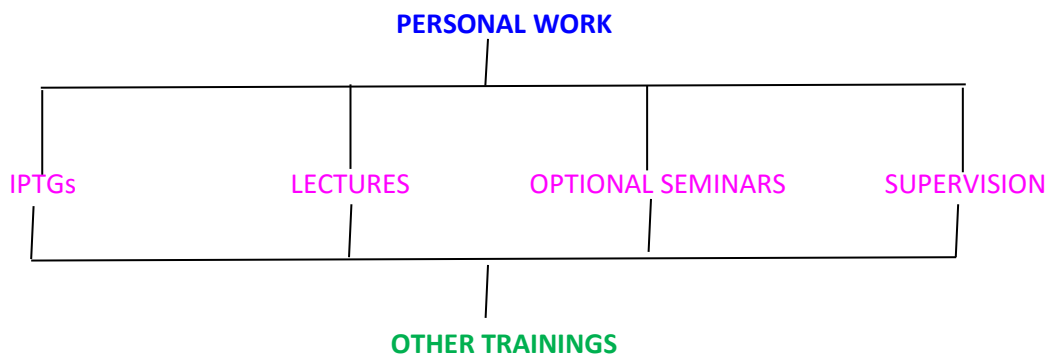 PERSONAL WORK
IPTGs LECTURES OPTIONAL SEMINARS SUPERVISION
OTHER TRAININGS